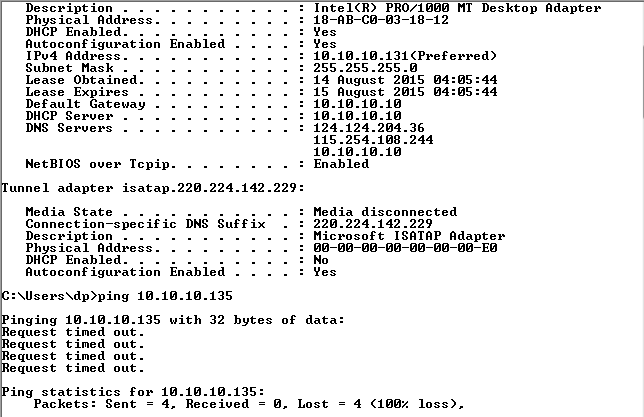 Description . . . . . . . . . . . : Intel(R) PRO/1000 MT Desktop Adapter
Physical Address. . . . . . . . . : 18-AB-C0-03-18-12
DHCP Enabled. . . . . . . . . . . : Yes
Autoconfiguration Enabled . . . . : Yes
IPv4 Address. . . . . . . . . . . : 10.10.10.131(Preferred)
Subnet Mask . . . . . . . . . . . : 255.255.255.0
Lease Obtained. . . . . . . . . . : 14 August 2015 04:05:44
Lease Expires . . . . . . . . . . : 15 August 2015 04:05:44
Default Gateway . . . . . . . . . : 10.10.10.10
DHCP Server . . . . . . . . . . . : 10.10.10.10
DNS Servers . . . . . . . . . . . : 124.124.204.36
115.254.108.244
10.10.10.10
NetBIOS over Tcpip. . . . . . . . : Enabled
Tunnel adapter isatap.220.224.142.229:
Media State . . . . . . . . . . . : Media disconnected
Connection-specific DNS Suffix  . : 220.224.142.229
Description . . . . . . . . . . . : Microsoft ISATAP Adapter
Physical Address. . . . . . . . . : 00-00-00-00-00-00-00-E0
DHCP Enabled. . . . . . . . . . . : No
Autoconfiguration Enabled . . . . : Yes
C:\Users\dp>ping 10.10.10.135
Pinging 10.10.10.135 with 32 bytes of data:
Request timed out.
Request timed out.
Request timed out.
Request timed out.
Ping statistics for 10.10.10.135:
Packets: Sent = 4, Received = 0, Lost = 4 (100% loss),